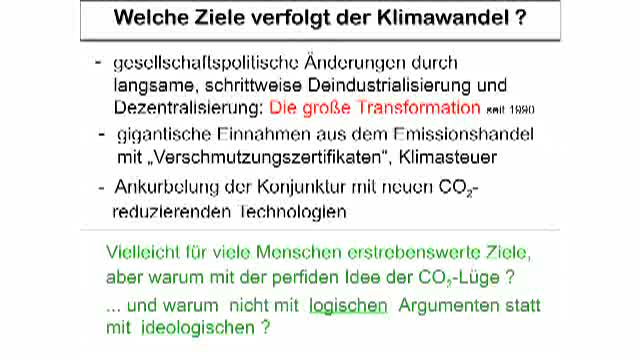 Welche Ziele verfolgt der Klimawandel ?
- gesellschaftspolitische Änderungen durch
langsame, schrittweise Deindustrialisierung und
Dezentralisierung: Die große Transformation seit 1990
- gigantische Einnahmen aus dem Emissionshandel
mit „Verschmutzungszertifikaten“, Klimasteuer
- Ankurbelung der Konjunktur mit neuen CO₂-
reduzierenden Technologien
Vielleicht für viele Menschen erstrebenswerte Ziele,
aber warum mit der perfiden Idee der CO₂-Lüge ?
... und warum nicht mit logischen Argumenten statt
mit ideologischen ?